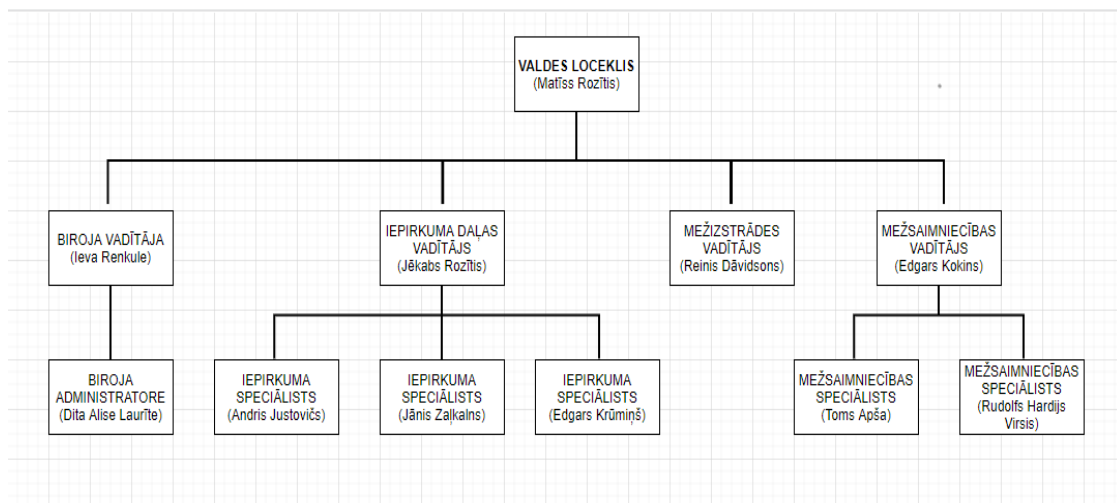 VALDES LOCEKLIS
(Matīss Rozītis)
BIROJA VADĪTĀJA
(Ieva Renkule)
IEPIRKUMA DAĻAS
VADĪTĀJS
(Jēkabs Rozītis)
MEŽIZSTRĀDES
VADĪTĀJS
(Reinis Dāvidsons)
MEŽSAIMNIECĪBAS
VADĪTĀJS
(Edgars Kokins)
BIROJA
ADMINISTRATORE
(Dita Alise Laurīte)
IEPIRKUMA
SPECIĀLISTS
(Andris Justovičs)
IEPIRKUMA
SPECIĀLISTS
(Jānis Zaļkalns)
IEPIRKUMA
SPECIĀLISTS
(Edgars Krūmiņš)
MEŽSAIMNIECĪBAS
SPECIĀLISTS
(Toms Apša)
MEŽSAIMNIECĪBAS
SPECIĀLISTS
(Rudolfs Hardijs
Virsis)